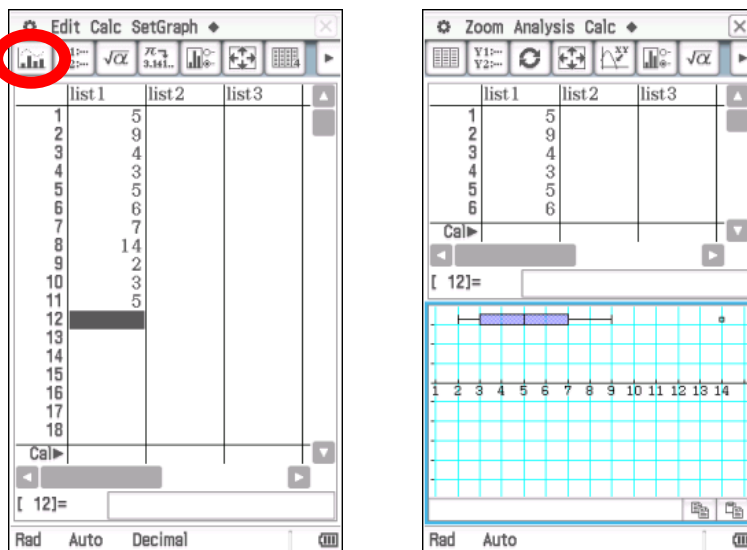 Edit Calc SetGraph
list1 list2 list3
1 5
2 9
3 4
4 3
5 5
6 6
7 7
8 14
9 2
10 3
11 5
12
13
14
15
16
17
18
Cal
[ 12]=
Rad Auto Decimal
Zoom Analysis Calc
Y1:···
Y2:···
list1 list2 list3
1 5
2 9
3 4
4 3
5 5
6 6
Cal
[ 12]=
1 2 3 4 5 6 7 8 9 10 11 12 13 14
Rad Auto